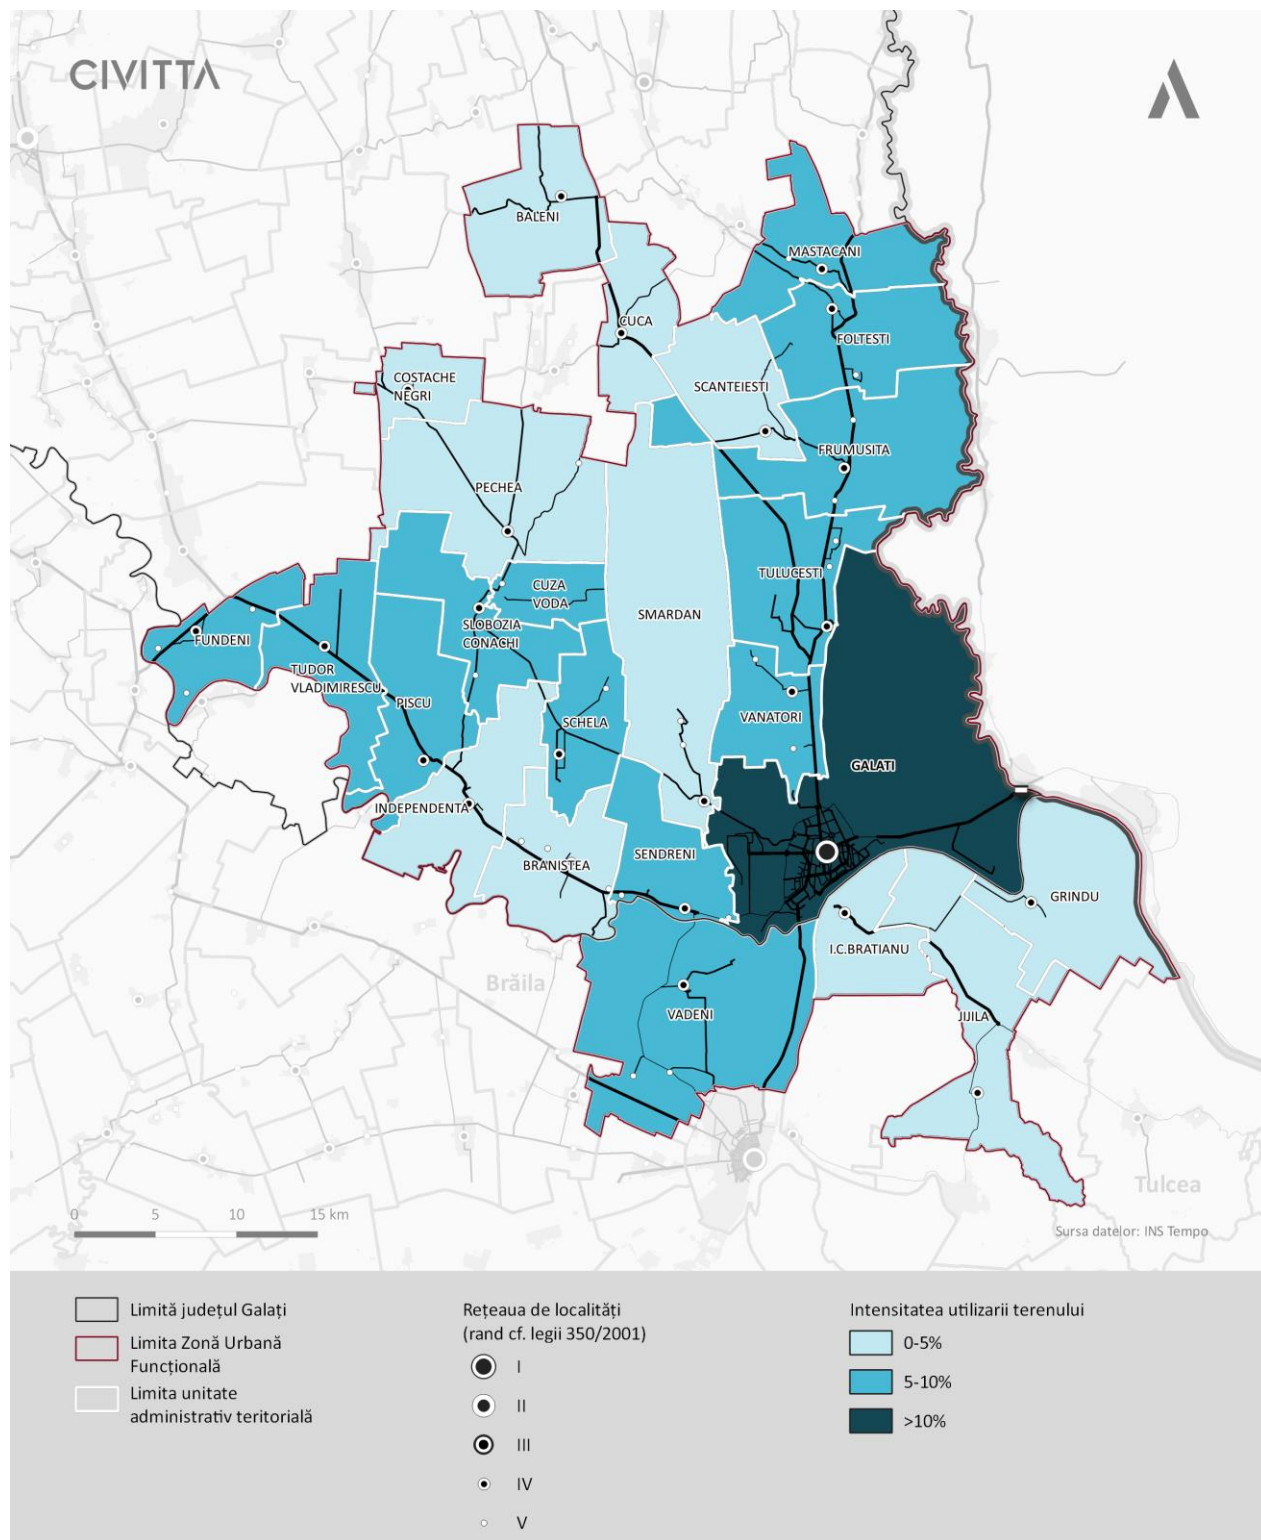 CIVITTA
BALENI
MASTACANI
CUCA
FOLTESTI
COSTACHE
NEGRI
SCANTEIESTI
FRUMUSITA
PECHEA
TULUCESTI
CUZA
VODA
SMARDAN
SLOBOZIA
CONACHI
FUNDENI
TUDOR
VLADIMIRESCU
PISCU
SCHELA
VANATORI
GALATI
INDEPENDENTA
BRANISTEA
SENDRENI
GRINDU
I.C.BRATIANU
Brăila
VADENI
JIJILA
Tulcea
0 5 10 15 km
Sursa datelor: INS Tempo
Limită județul Galați
Limita Zonă Urbană
Funcțională
Limita unitate
administrativ teritorială
Rețeaua de localități
(rand cf. legii 350/2001)
I
II
III
IV
V
Intensitatea utilizarii terenului
0-5%
5-10%
>10%